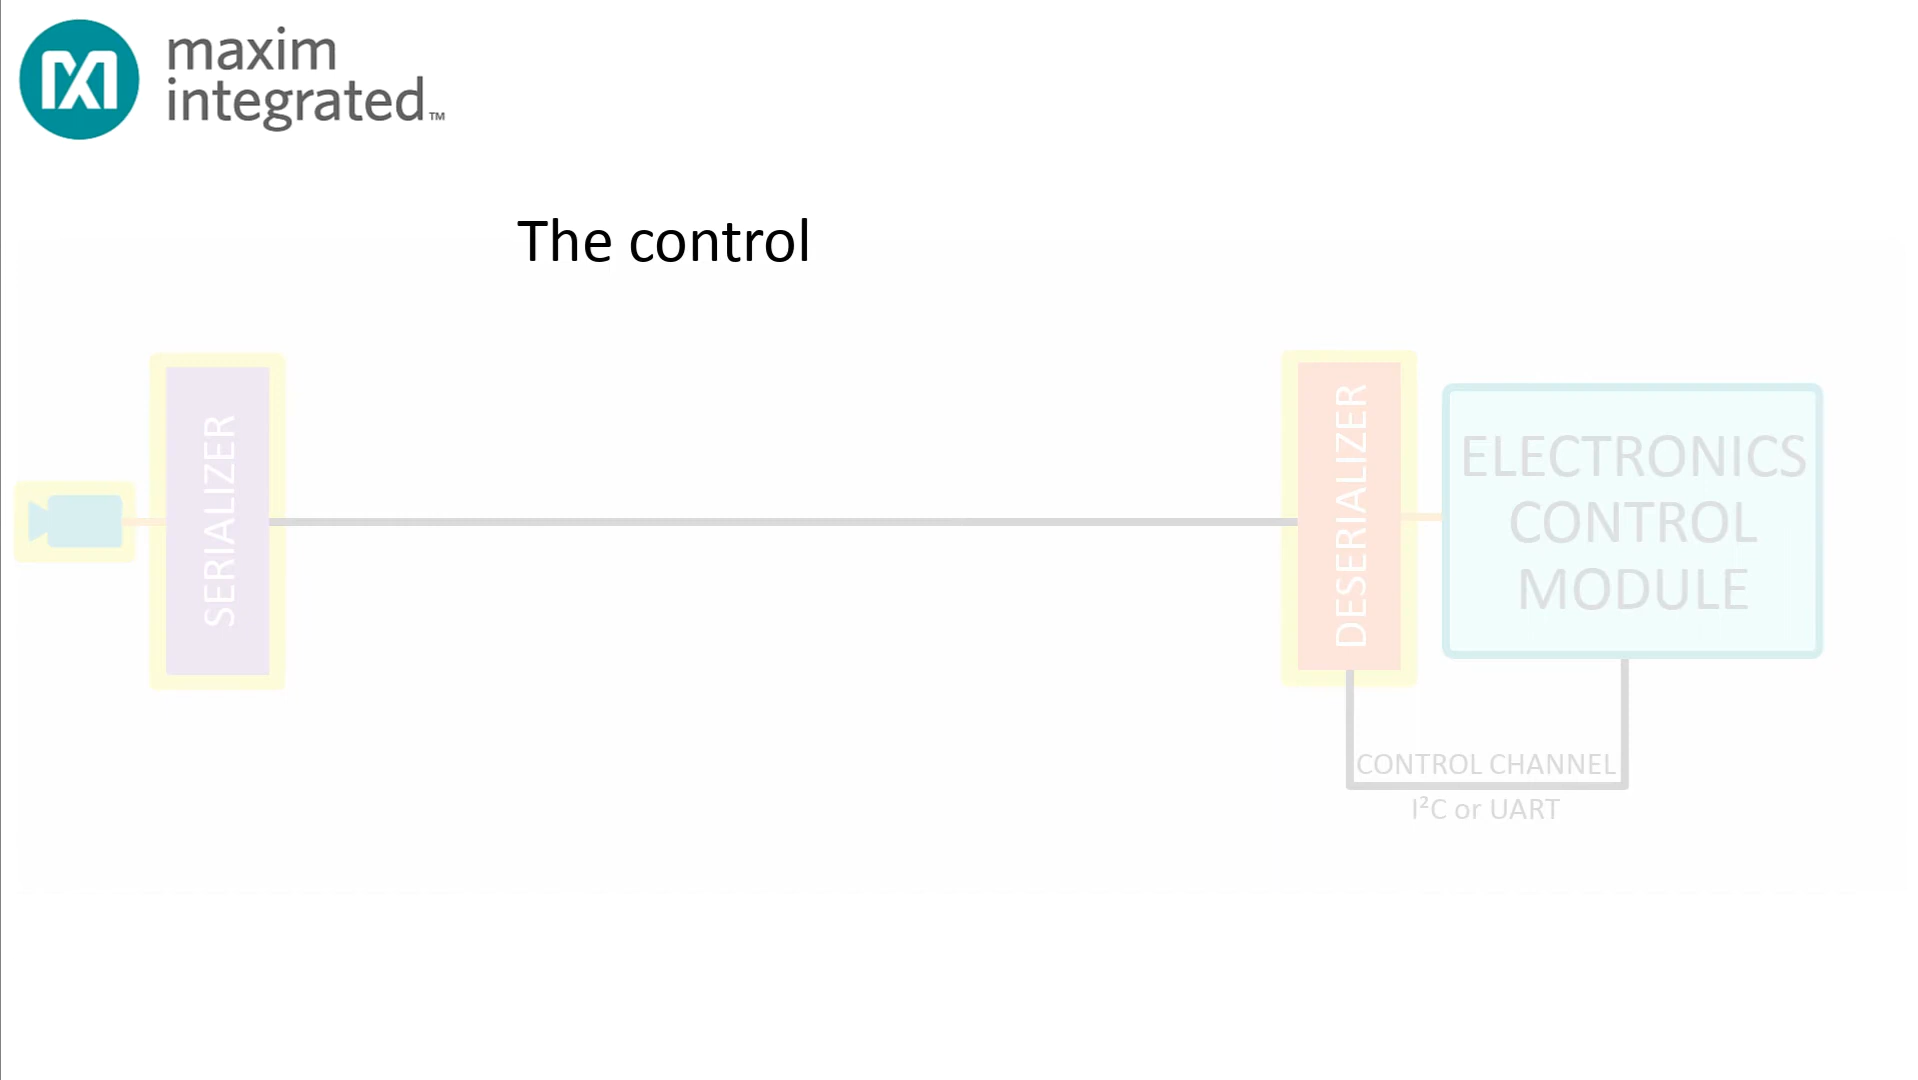 maxim
integrated™
The control
SERIALIZER
DESERIALIZER
ELECTRONICS
CONTROL
MODULE
CONTROL CHANNEL
I²C or UART